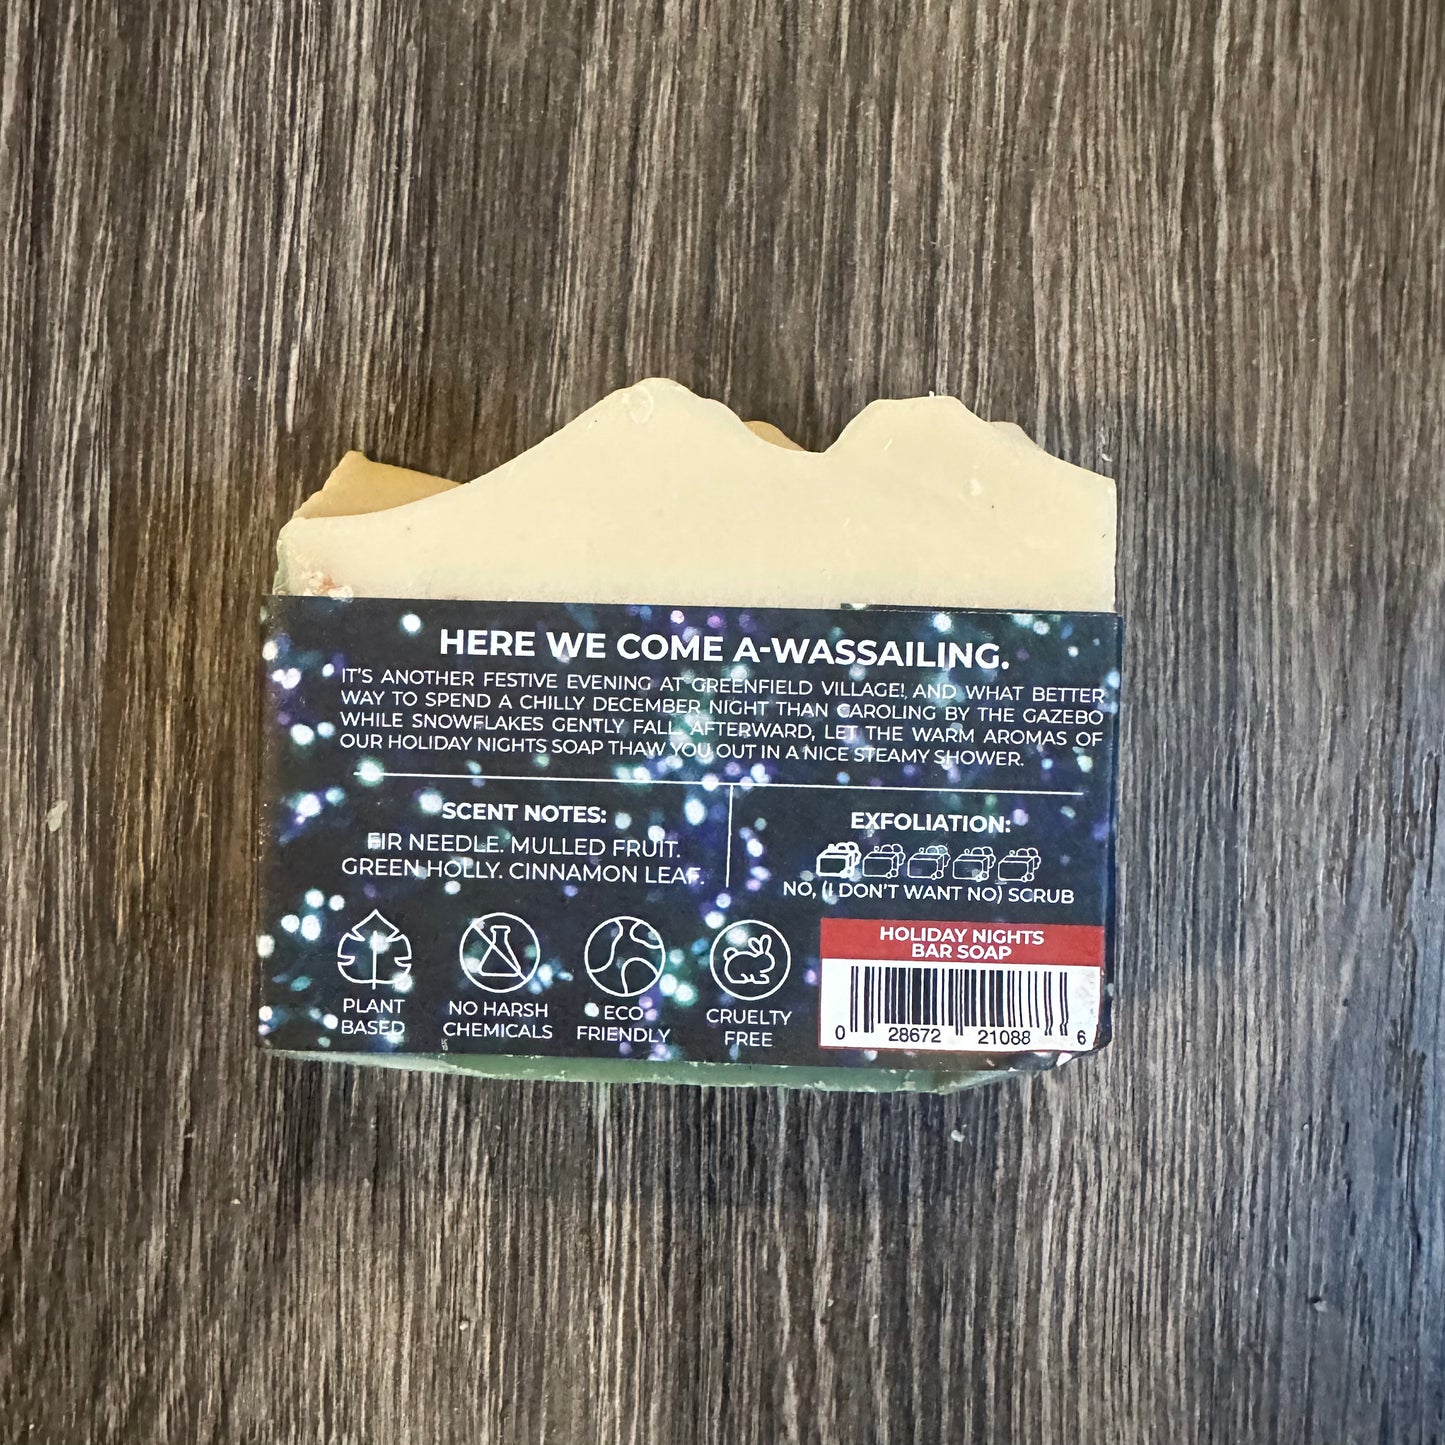 HERE WE COME A-WASSAILING.
IT'S ANOTHER FESTIVE EVENING AT GREENFIELD VILLAGE! AND WHAT BETTER
WAY TO SPEND A CHILLY DECEMBER NIGHT THAN CAROLING BY THE GAZEBO
WHILE SNOWFLAKES GENTLY FALL. AFTERWARD, LET THE WARM AROMAS OF
OUR HOLIDAY NIGHTS SOAP THAW YOU OUT IN A NICE STEAMY SHOWER.
SCENT NOTES:
FIR NEEDLE. MULLED FRUIT.
GREEN HOLLY. CINNAMON LEAF.
EXFOLIATION:
NO, (I DON'T WANT NO) SCRUB
PLANT
BASED
NO HARSH
CHEMICALS
ECO
FRIENDLY
CRUELTY
FREE
HOLIDAY NIGHTS
BAR SOAP
0 28672 21088 6